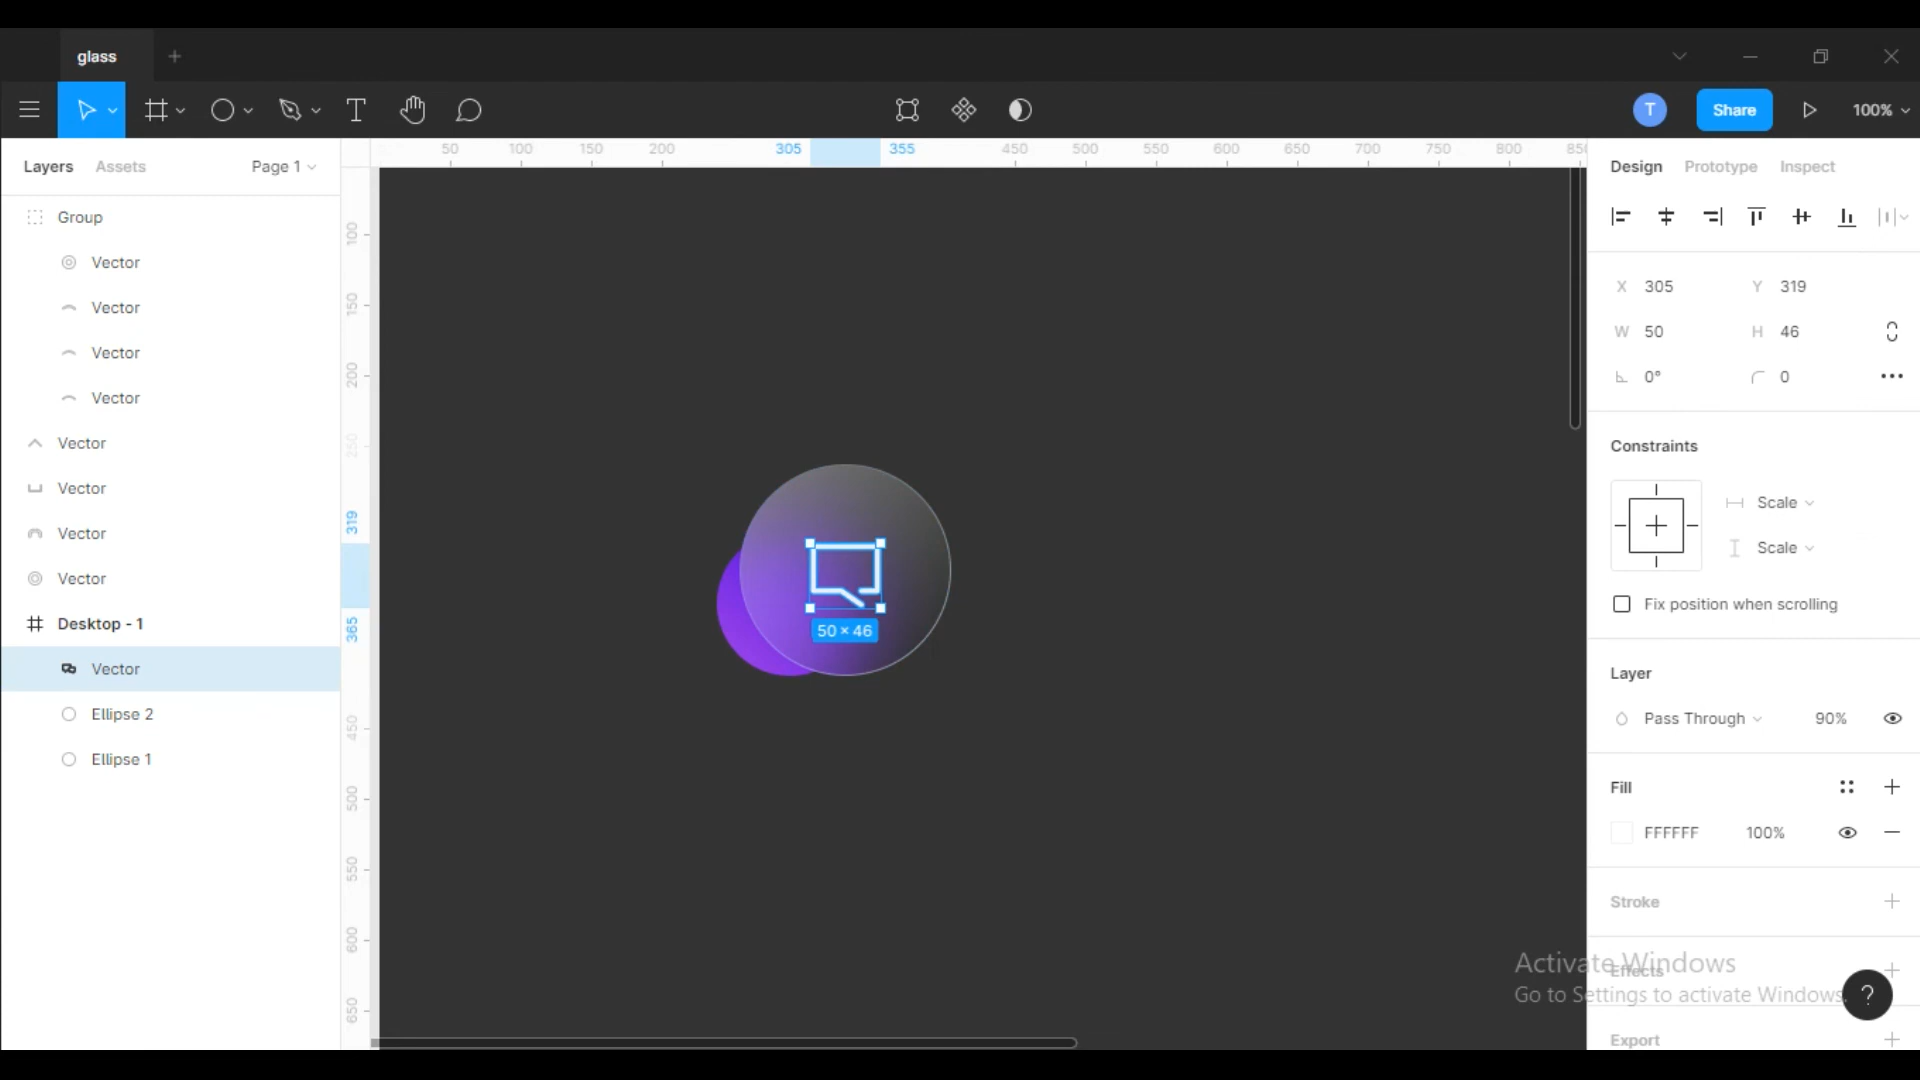 glass
T
Share
100%
Layers Assets Page 1
50 100 150 200 305 355 450 500 550 600 650 700 750 800
Design Prototype Inspect
Group
Vector
Vector
Vector
Vector
Vector
Vector
Vector
Vector
Desktop - 1
Vector
Ellipse 2
Ellipse 1
100
150
200
250
319
365
450
500
550
600
650
50 × 46
X 305 Y 319
W 50 H 46
0° 0
Constraints
Scale
Scale
Fix position when scrolling
Layer
Pass Through 90%
Fill
FFFFFF 100%
Stroke
Effects
Export
Activate Windows
Go to Settings to activate Windows.
?